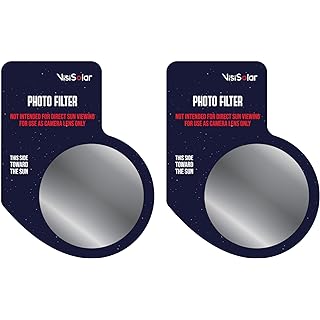 VisiSolar
PHOTO FILTER
NOT INTENDED FOR DIRECT SUN VIEWING
FOR USE AS CAMERA LENS ONLY
THIS SIDE
TOWARD
THE SUN
VisiSolar
PHOTO FILTER
NOT INTENDED FOR DIRECT SUN VIEWING
FOR USE AS CAMERA LENS ONLY
THIS SIDE
TOWARD
THE SUN